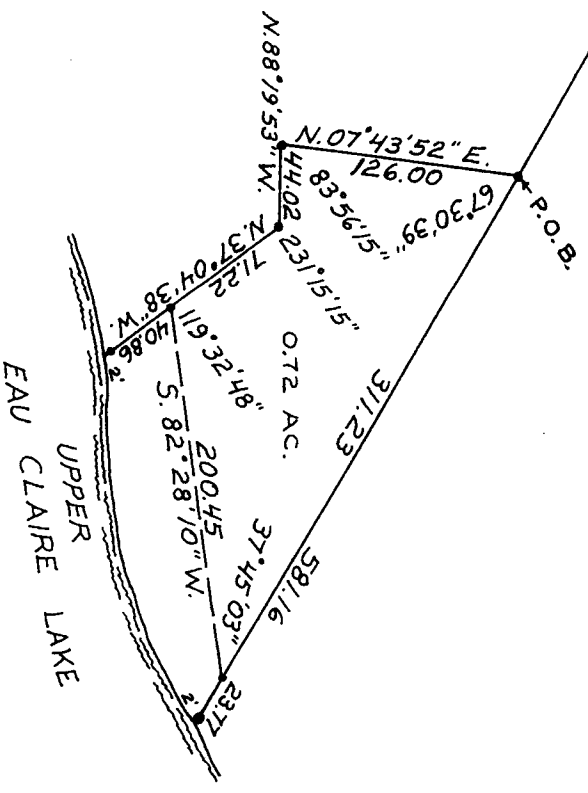 P.O.B.
N.07°43'52" E.
126.00
67°30'39"
83°56'15"
N.88°19'53" W.
44.02
231°15'15"
N.37°04'38" W.
71.22
40.86
2'
119°32'48"
0.72 AC.
311.23
581.16
200.45
S. 82°28'10" W.
37°45'03"
23.77
2'
UPPER
EAU CLAIRE LAKE